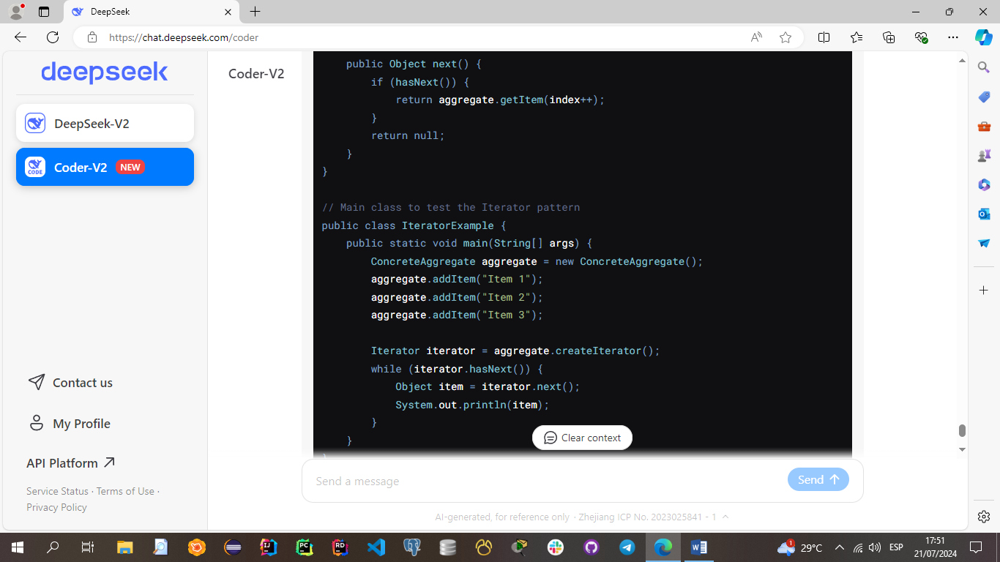 DeepSeek
https://chat.deepseek.com/coder
deepseek
DeepSeek-V2
CODE
Coder-V2 NEW
Contact us
My Profile
API Platform
Service Status · Terms of Use ·
Privacy Policy
Coder-V2
    public Object next() {
        if (hasNext()) {
            return aggregate.getItem(index++);
        }
        return null;
    }
}
// Main class to test the Iterator pattern
public class IteratorExample {
    public static void main(String[] args) {
        ConcreteAggregate aggregate = new ConcreteAggregate();
        aggregate.addItem("Item 1");
        aggregate.addItem("Item 2");
        aggregate.addItem("Item 3");
        Iterator iterator = aggregate.createIterator();
        while (iterator.hasNext()) {
            Object item = iterator.next();
            System.out.println(item);
        }
    }
}
Clear context
Send a message
Send
AI-generated, for reference only · Zhejiang ICP No. 2023025841 - 1
IJ
PC
RD
W
1
29°C
ESP
17:51
21/07/2024